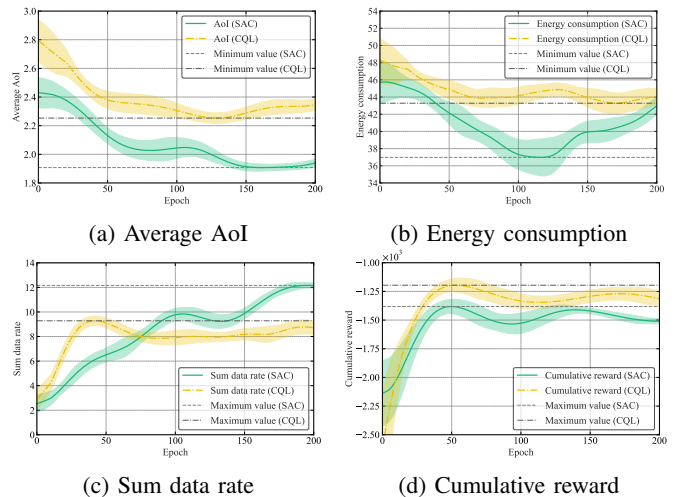 3.0
2.8
2.6
2.4
2.2
2.0
1.8
Average AoI
AoI (SAC)
AoI (CQL)
Minimum value (SAC)
Minimum value (CQL)
0 50 100 150 200
Epoch
(a) Average AoI
54
52
50
48
46
44
42
40
38
36
34
Energy consumption
Energy consumption (SAC)
Energy consumption (CQL)
Minimum value (SAC)
Minimum value (CQL)
0 50 100 150 200
Epoch
(b) Energy consumption
14
12
10
8
6
4
2
0
Sum data rate
Sum data rate (SAC)
Sum data rate (CQL)
Maximum value (SAC)
Maximum value (CQL)
0 50 100 150 200
Epoch
(c) Sum data rate
×10³
−1.00
−1.25
−1.50
−1.75
−2.00
−2.25
−2.50
Cumulative reward
Cumulative reward (SAC)
Cumulative reward (CQL)
Maximum value (SAC)
Maximum value (CQL)
0 50 100 150 200
Epoch
(d) Cumulative reward